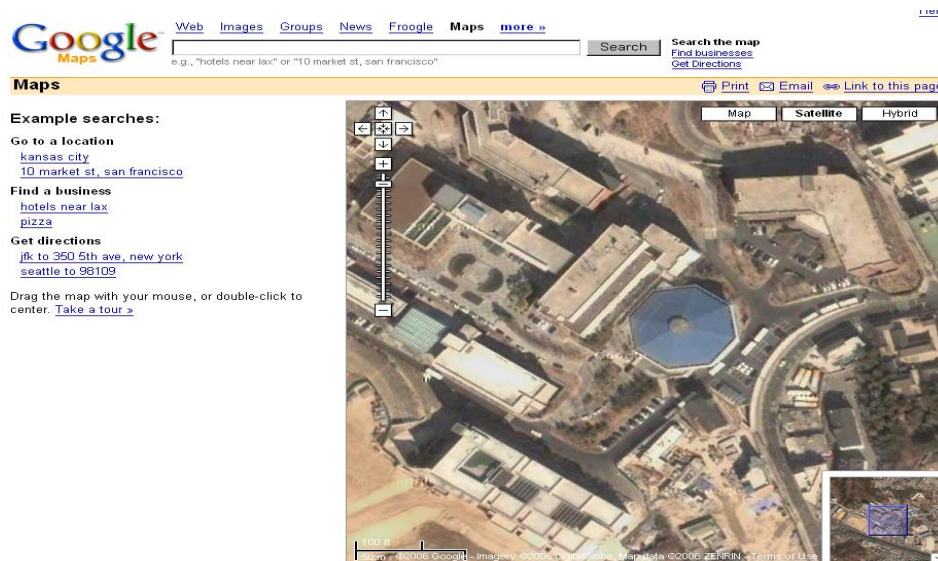 Google
Maps
Web Images Groups News Froogle Maps more »
Search
e.g., "hotels near lax" or "10 market st, san francisco"
Search the map
Find businesses
Get Directions
Maps
Print Email Link to this page
Example searches:
Go to a location
kansas city
10 market st, san francisco
Find a business
hotels near lax
pizza
Get directions
jfk to 350 5th ave, new york
seattle to 98109
Drag the map with your mouse, or double-click to
center. Take a tour »
Map Satellite Hybrid
100 ft
50 m
©2006 Google - Imagery ©2006 DigitalGlobe, Map data ©2006 ZENRIN - Terms of Use